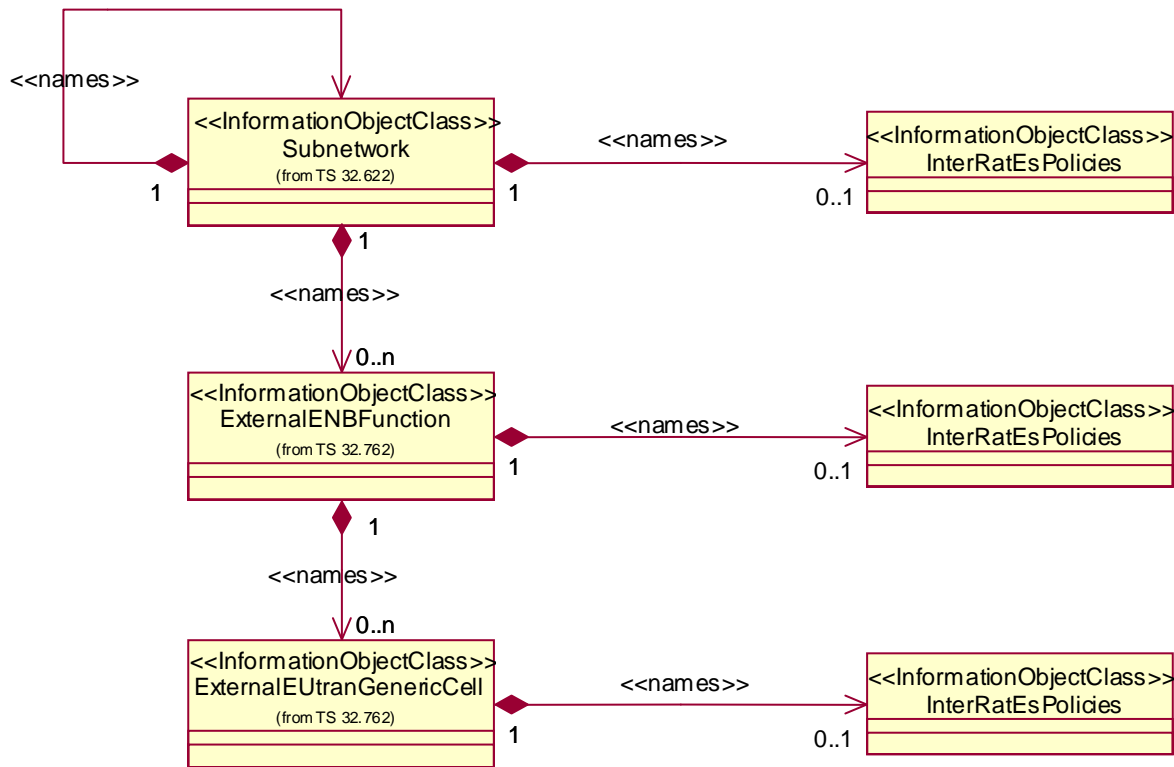 <<names>>
<<InformationObjectClass>>
Subnetwork
(from TS 32.622)
1
1
1
<<names>>
<<InformationObjectClass>>
InterRatEsPolicies
0..1
<<names>>
0..n
<<InformationObjectClass>>
ExternalENBFunction
(from TS 32.762)
1
1
<<names>>
<<InformationObjectClass>>
InterRatEsPolicies
0..1
<<names>>
0..n
<<InformationObjectClass>>
ExternalEUtranGenericCell
(from TS 32.762)
1
<<names>>
<<InformationObjectClass>>
InterRatEsPolicies
0..1